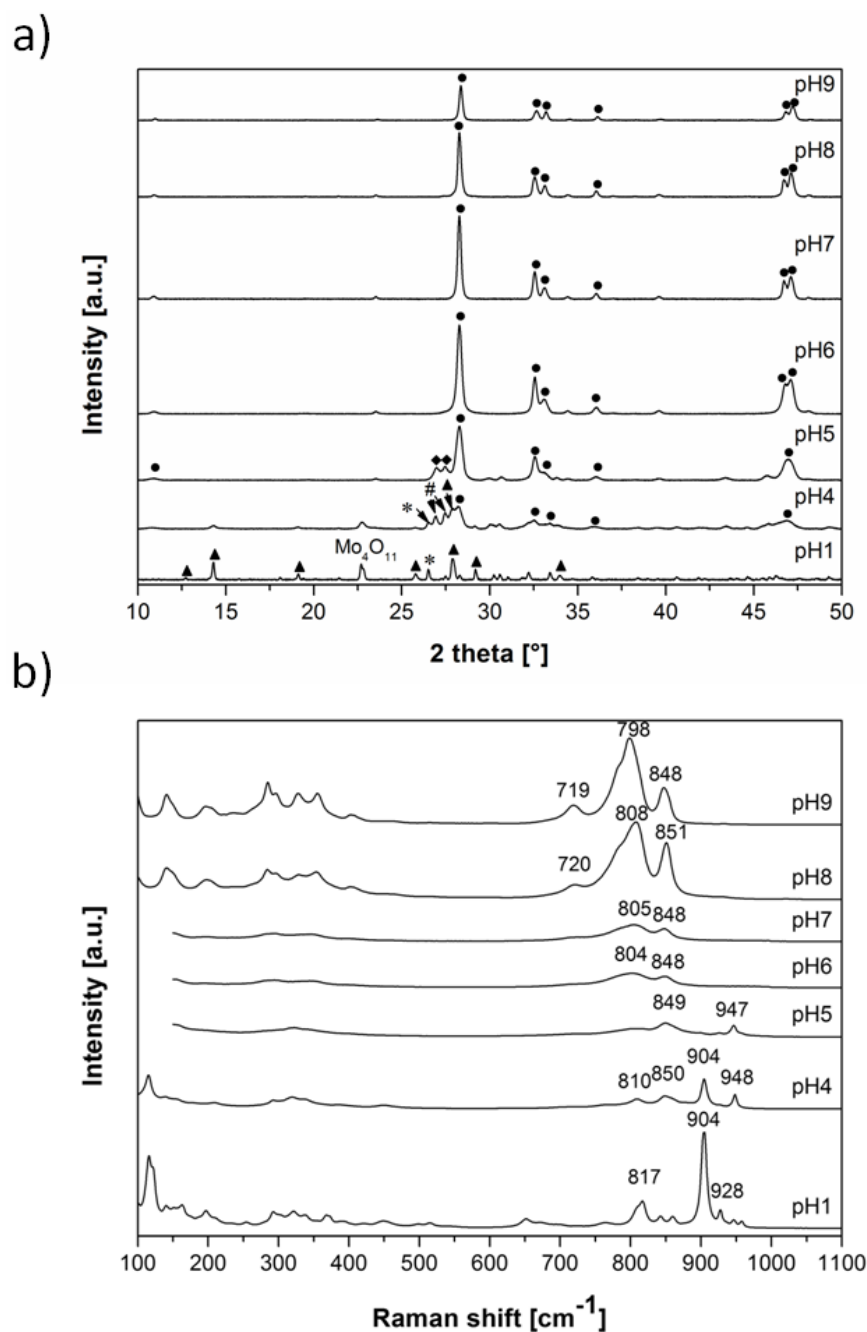 a)
pH9
pH8
pH7
pH6
pH5
pH4
#
*
Mo4O11
*
pH1
10 15 20 25 30 35 40 45 50
2 theta [°]
Intensity [a.u.]
b)
798
719 848 pH9
808
851
720 pH8
805 848 pH7
804 848 pH6
849 947 pH5
904
810 850 948 pH4
904
817 928 pH1
100 200 300 400 500 600 700 800 900 1000 1100
Raman shift [cm-1]
Intensity [a.u.]